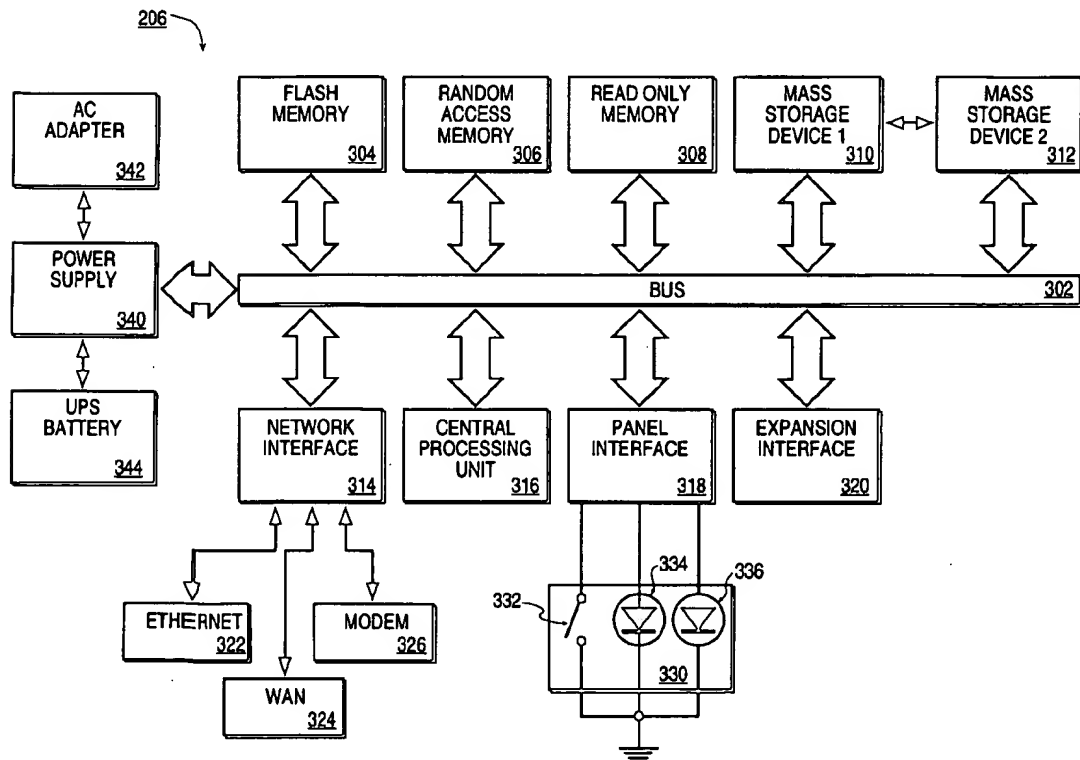 206
AC
ADAPTER
342
FLASH
MEMORY
304
RANDOM
ACCESS
MEMORY
306
READ ONLY
MEMORY
308
MASS
STORAGE
DEVICE 1
310
MASS
STORAGE
DEVICE 2
312
POWER
SUPPLY
340
BUS
302
UPS
BATTERY
344
NETWORK
INTERFACE
314
CENTRAL
PROCESSING
UNIT
316
PANEL
INTERFACE
318
EXPANSION
INTERFACE
320
ETHERNET
322
MODEM
326
WAN
324
332
334
336
330